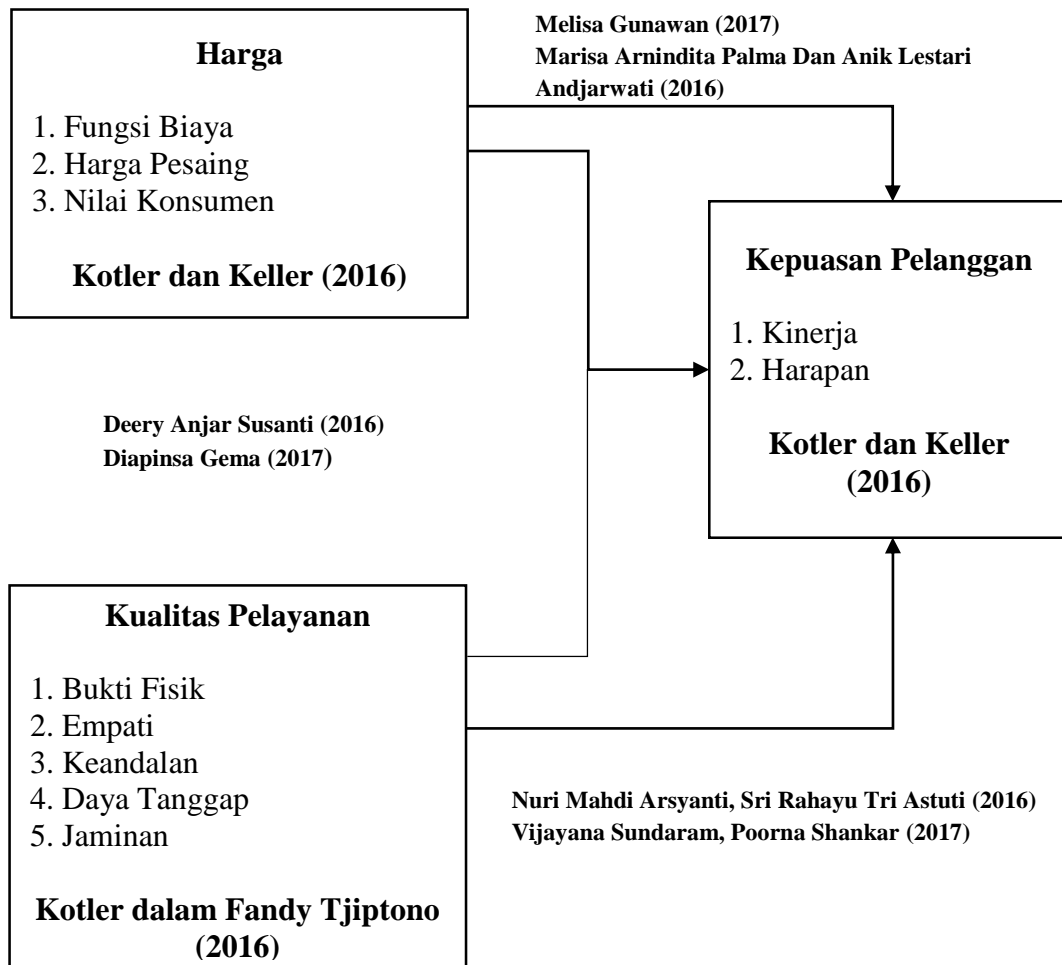 Harga
1. Fungsi Biaya
2. Harga Pesaing
3. Nilai Konsumen
Kotler dan Keller (2016)
Melisa Gunawan (2017)
Marisa Arnindita Palma Dan Anik Lestari
Andjarwati (2016)
Kepuasan Pelanggan
1. Kinerja
2. Harapan
Kotler dan Keller
(2016)
Deery Anjar Susanti (2016)
Diapinsa Gema (2017)
Kualitas Pelayanan
1. Bukti Fisik
2. Empati
3. Keandalan
4. Daya Tanggap
5. Jaminan
Kotler dalam Fandy Tjiptono
(2016)
Nuri Mahdi Arsyanti, Sri Rahayu Tri Astuti (2016)
Vijayana Sundaram, Poorna Shankar (2017)